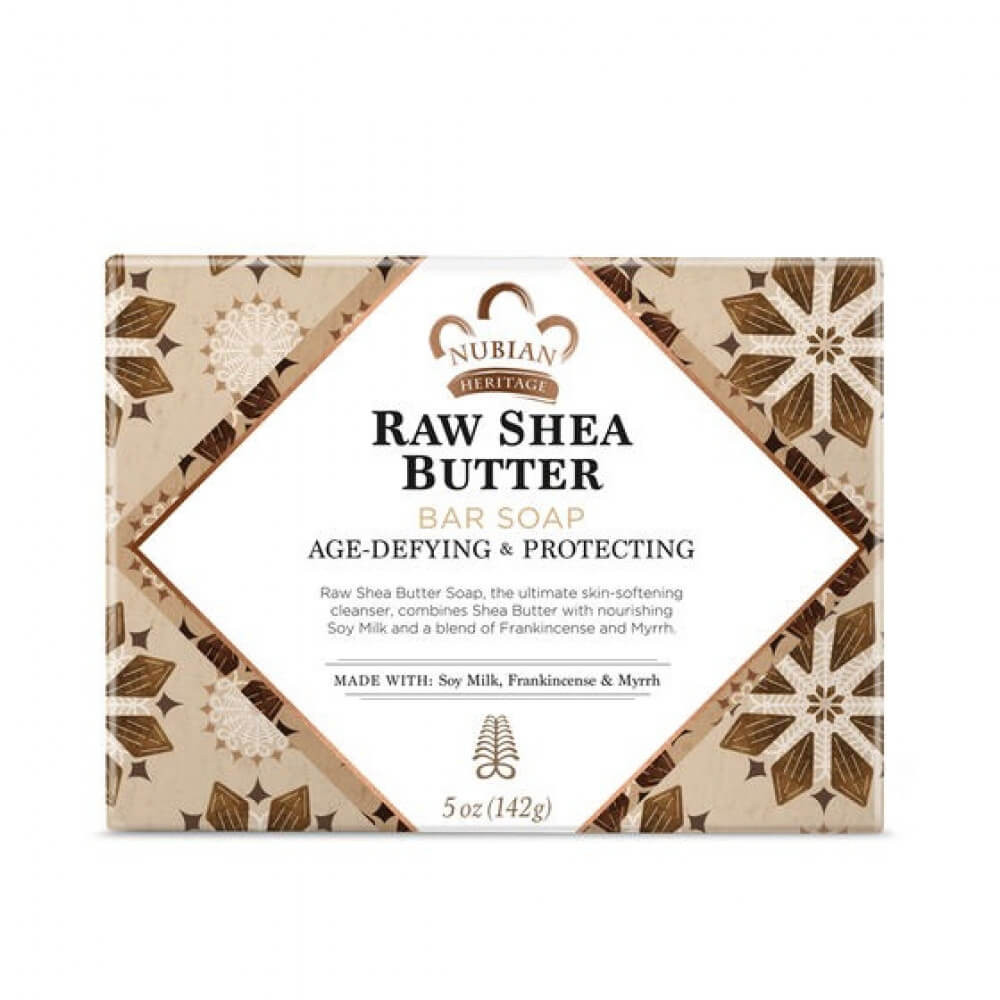 NUBIAN
HERITAGE
RAW SHEA
BUTTER
BAR SOAP
AGE-DEFYING & PROTECTING
Raw Shea Butter Soap, the ultimate skin-softening
cleanser, combines Shea Butter with nourishing
Soy Milk and a blend of Frankincense and Myrrh.
MADE WITH: Soy Milk, Frankincense & Myrrh
5 oz (142g)